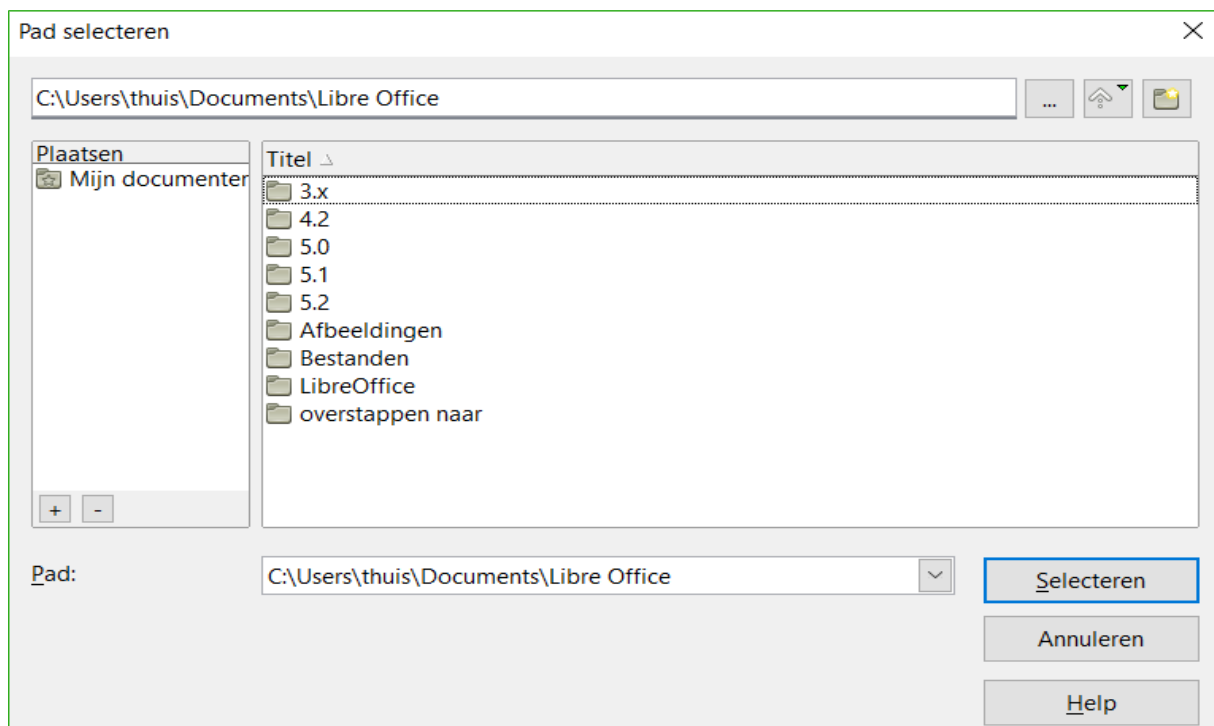 Pad selecteren
C:\Users\thuis\Documents\Libre Office
...
Plaatsen
Mijn documenter
Titel
3.x
4.2
5.0
5.1
5.2
Afbeeldingen
Bestanden
LibreOffice
overstappen naar
+ -
Pad:
C:\Users\thuis\Documents\Libre Office
Selecteren
Annuleren
Help